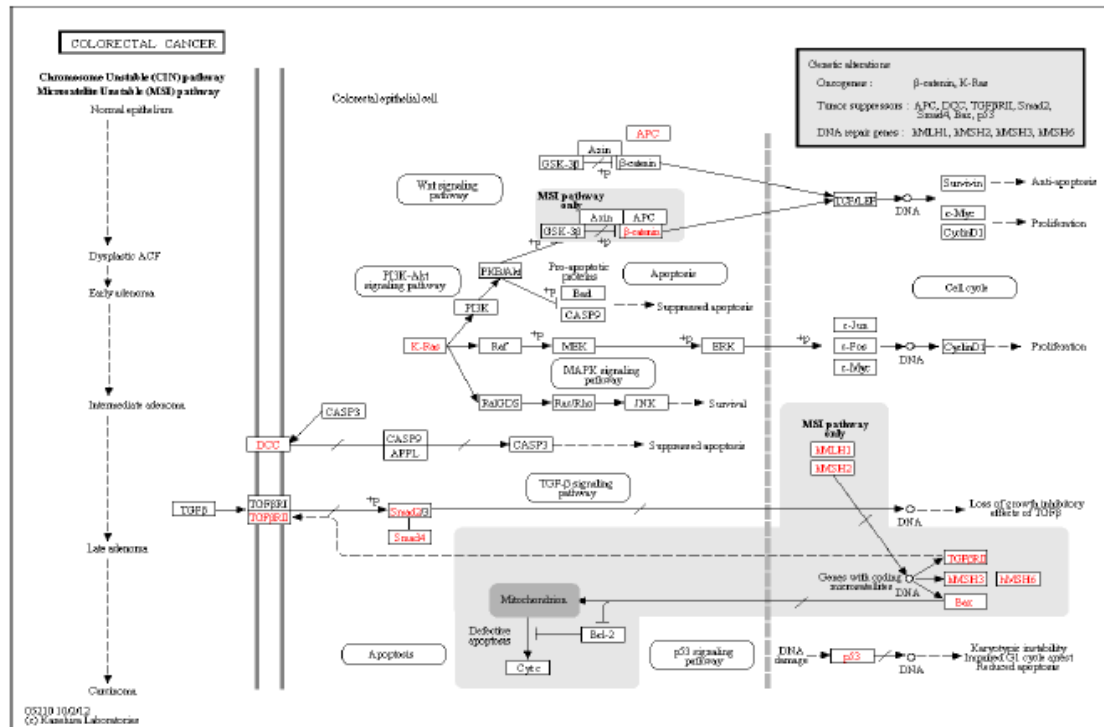 COLORECTAL CANCER
Chromosome Unstable (CIN) pathway
Microsatelite Unstable (MSI) pathway
Normal epithelium
Dysplastic ACF
Early adenoma
Intermediate adenoma
Late adenoma
Carcinoma
Colorectal epithelial cell
Genetic alterations
Oncogenes : β-catenin, K-Ras
Tumor suppressors : APC, DCC, TGFβRII, Smad2,
Smad4, Bax, p53
DNA repair genes : hMLH1, hMSH2, hMSH3, hMSH6
APC
Axin
GSK-3β
β-catenin
+p
Wnt signaling
pathway
MSI pathway
only
Axin
APC
GSK-3β
β-catenin
+p
+p
TCF/LEF
DNA
Survivin
Anti-apoptosis
c-Myc
CyclinD1
Proliferation
PI3K-Akt
signaling pathway
PKB/Akt
PI3K
Pro-apoptotic
proteins
Apoptosis
+p
Bad
CASP9
Suppressed apoptosis
Cell cycle
K-Ras
Raf
+p
MEK
+p
ERK
+p
c-Jun
c-Fos
c-Myc
DNA
CyclinD1
Proliferation
MAPK signaling
pathway
RalGDS
Rac/Rho
JNK
Survival
CASP3
DCC
CASP9
APPL
CASP3
Suppressed apoptosis
MSI pathway
only
hMLH1
hMSH2
TGF-β signaling
pathway
TGFβ
TGFβRI
TGFβRII
+p
Smad2/3
Smad4
DNA
Loss of growth inhibitory
effects of TGFβ
Genes with coding
microsatellites
DNA
TGFβRII
hMSH3
hMSH6
Bax
Mitochondrion
Defective
apoptosis
Bcl-2
Cytc
Apoptosis
p53 signaling
pathway
DNA
damage
p53
DNA
Karyotypic instability
Impaired G1 cycle arrest
Reduced apoptosis
05210 10/2/12
(c) Kanehisa Laboratories